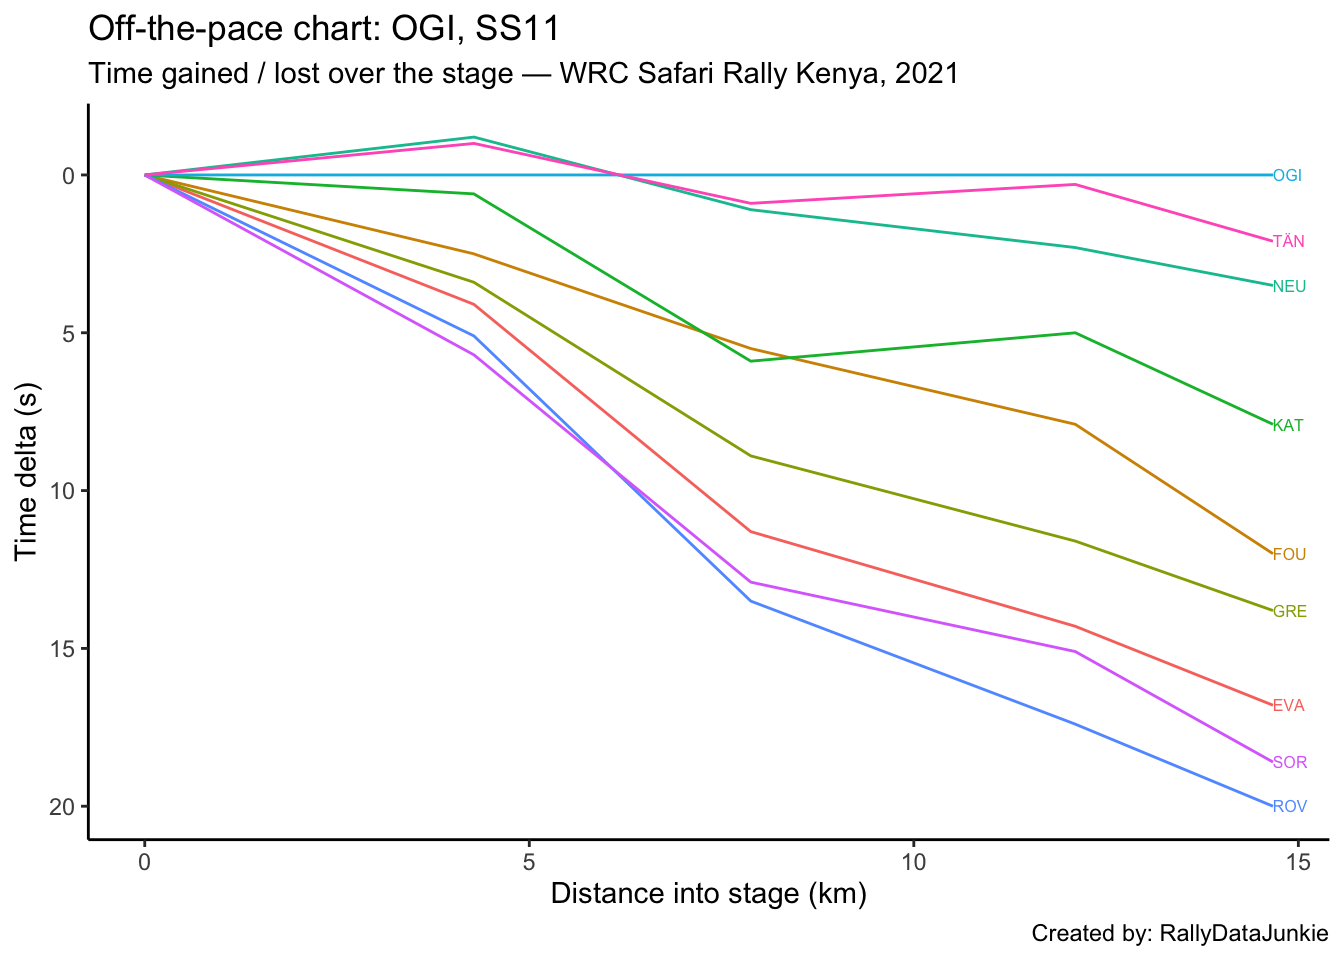 Off-the-pace chart: OGI, SS11
Time gained / lost over the stage — WRC Safari Rally Kenya, 2021
Time delta (s)
0
5
10
15
20
OGI
TÄN
NEU
KAT
FOU
GRE
EVA
SOR
ROV
0 5 10 15
Distance into stage (km)
Created by: RallyDataJunkie